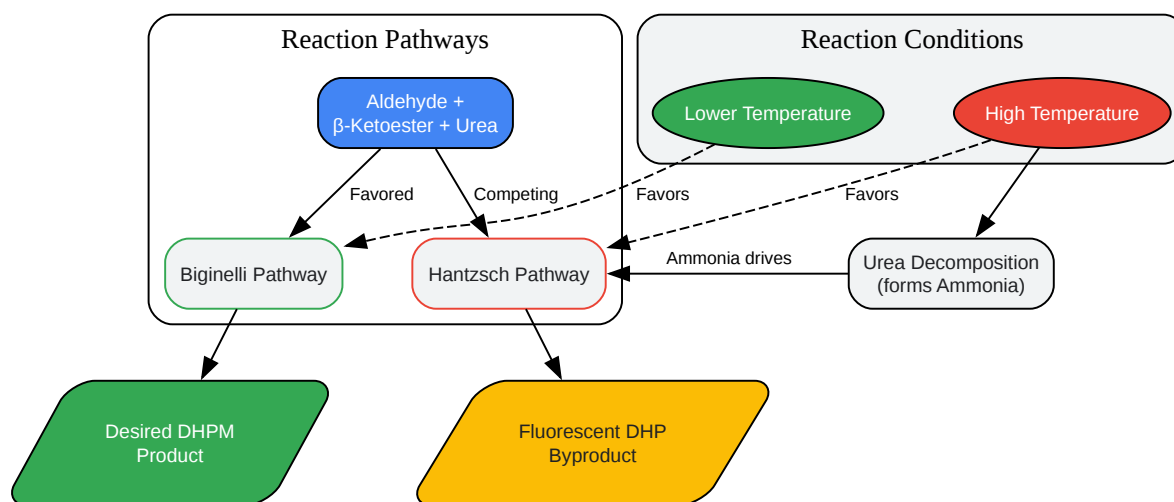 Reaction Pathways
Reaction Conditions
Aldehyde +
β-Ketoester + Urea
Lower Temperature
High Temperature
Favored
Competing
Favors
Favors
Biginelli Pathway
Hantzsch Pathway
Ammonia drives
Urea Decomposition
(forms Ammonia)
Desired DHPM
Product
Fluorescent DHP
Byproduct